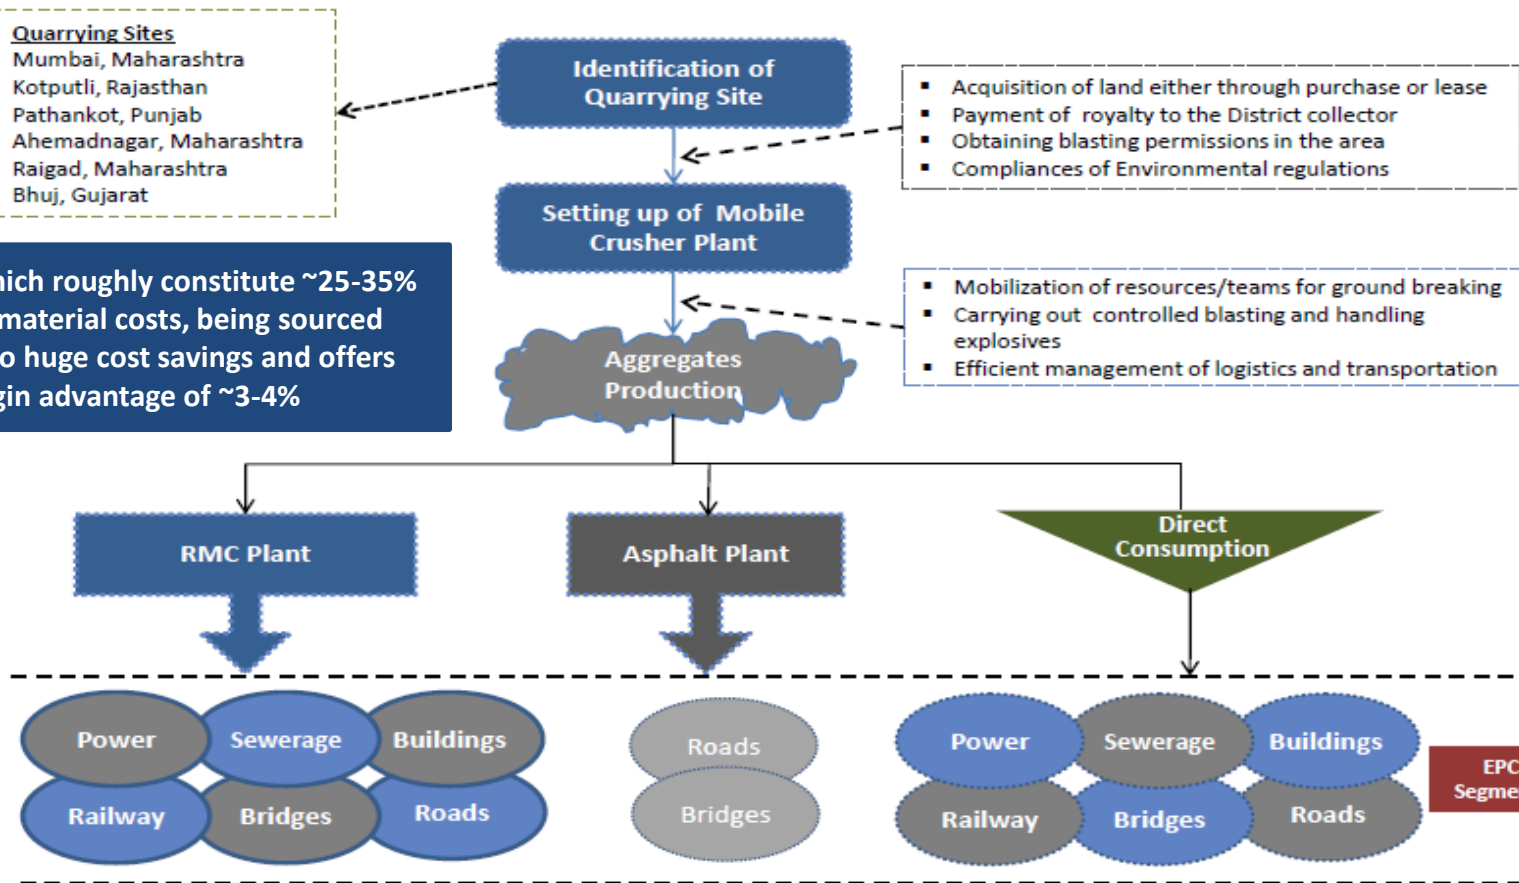 Quarrying Sites
Mumbai, Maharashtra
Kotputli, Rajasthan
Pathankot, Punjab
Ahemadnagar, Maharashtra
Raigad, Maharashtra
Bhuj, Gujarat
Identification of
Quarrying Site
▪ Acquisition of land either through purchase or lease
▪ Payment of royalty to the District collector
▪ Obtaining blasting permissions in the area
▪ Compliances of Environmental regulations
Setting up of Mobile
Crusher Plant
roughly constitute ~25-35%
material costs, being sourced
huge cost savings and offers
advantage of ~3-4%
▪ Mobilization of resources/teams for ground breaking
▪ Carrying out controlled blasting and handling
explosives
▪ Efficient management of logistics and transportation
Aggregates
Production
RMC Plant
Asphalt Plant
Direct
Consumption
Power
Sewerage
Buildings
Railway
Bridges
Roads
Roads
Bridges
Power
Sewerage
Buildings
Railway
Bridges
Roads
EPC